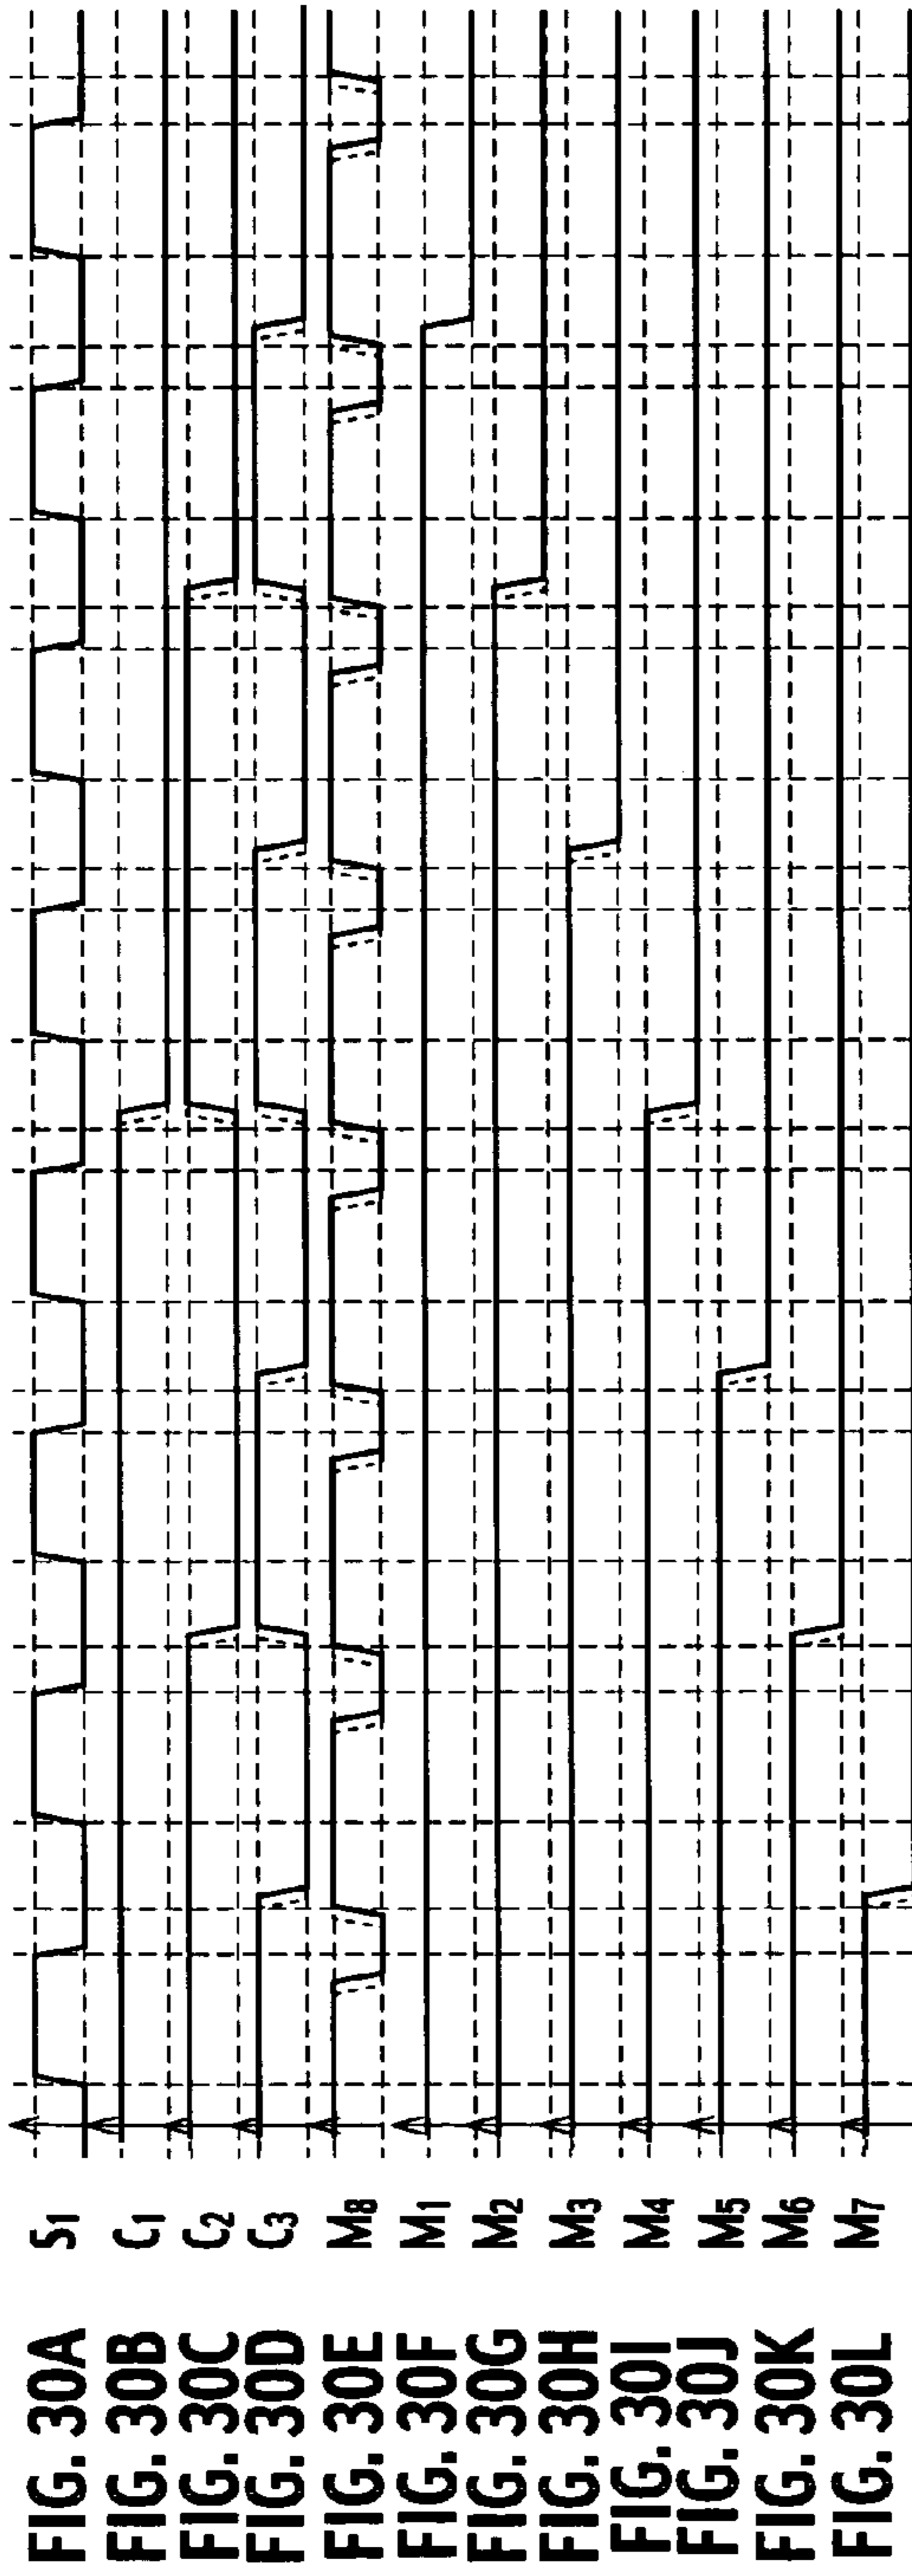 FIG. 30A S1
FIG. 30B C1
FIG. 30C C2
FIG. 30D C3
FIG. 30E M8
FIG. 30F M1
FIG. 30G M2
FIG. 30H M3
FIG. 30I M4
FIG. 30J M5
FIG. 30K M6
FIG. 30L M7